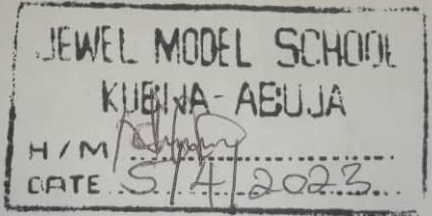 JEWEL MODEL SCHOOL
KUBWA-ABUJA
H/M
DATE 5/4/2023